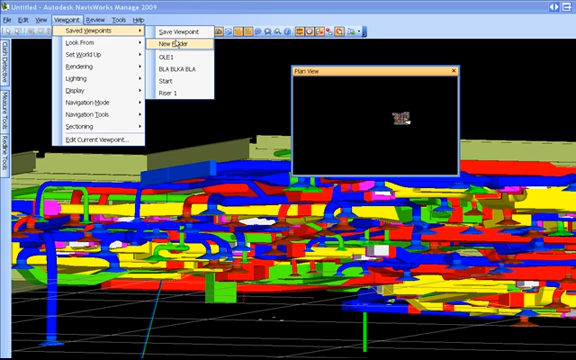 Untitled - Autodesk NavisWorks Manage 2009
File Edit View Viewpoint Review Tools Help
Saved Viewpoints
Look From
Set World Up
Rendering
Lighting
Display
Navigation Mode
Navigation Tools
Sectioning
Edit Current Viewpoint...
Save Viewpoint
New Folder
OLE1
BLA BLKA BLA
Start
Riser 1
Plan View
Clash Detective
Measure Tools
Redline Tools